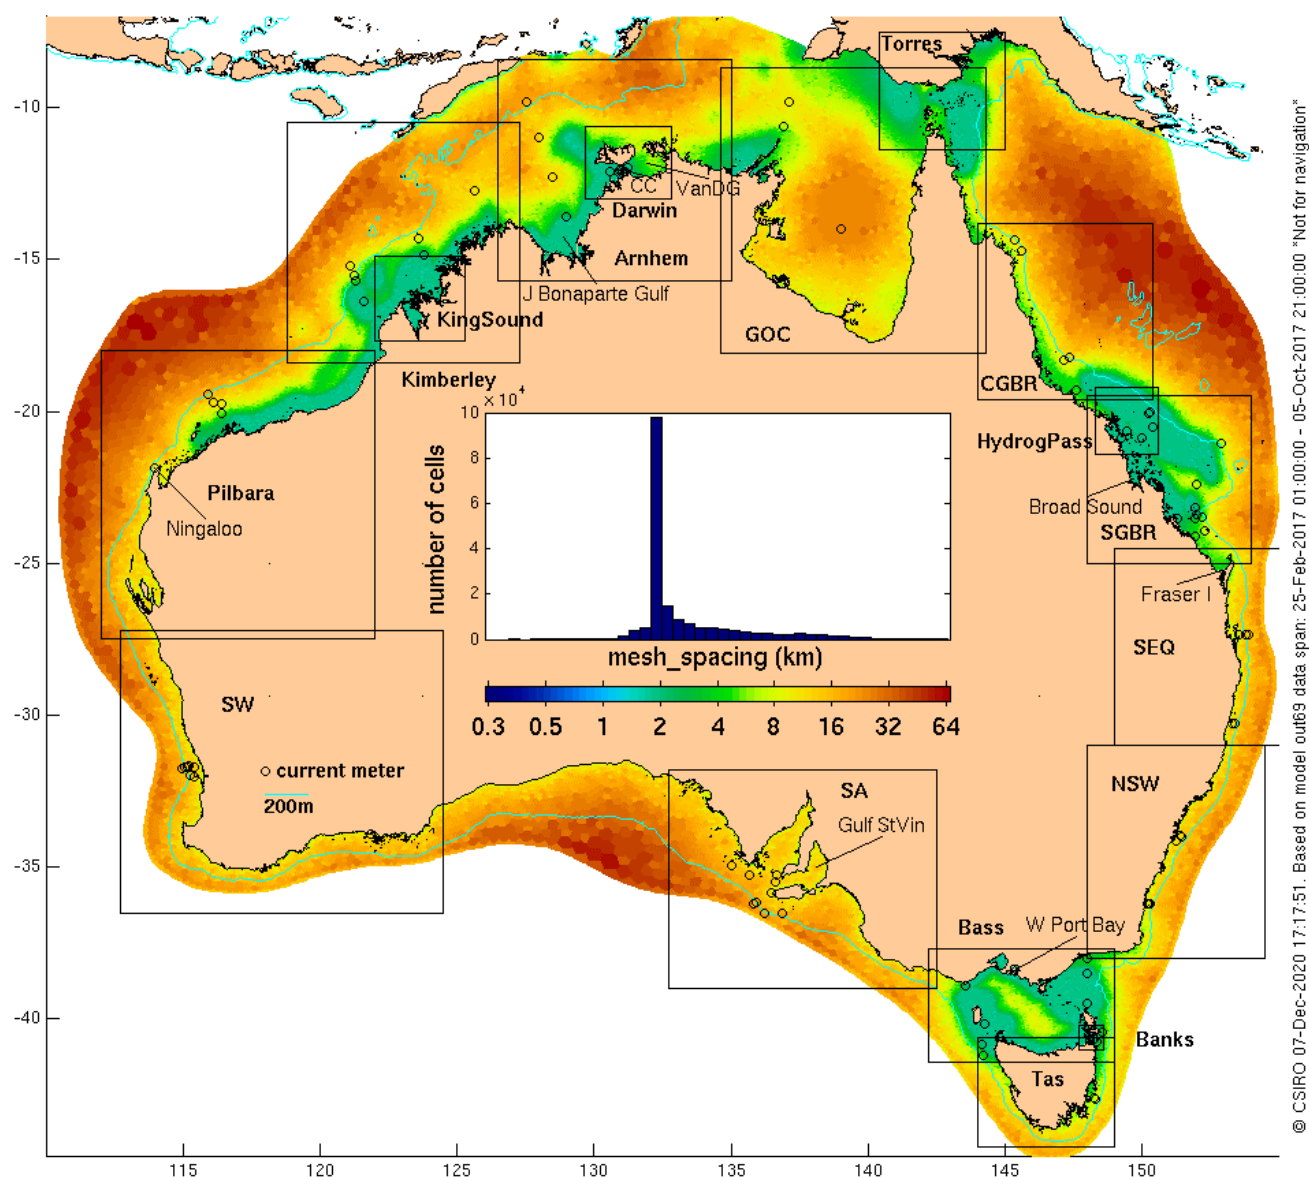 Torres
-10
CC
VanDG
Darwin
-15
Arnhem
J Bonaparte Gulf
KingSound
GOC
Kimberley
CGBR
-20
10 × 10⁴
8
6
4
2
0
number of cells
mesh_spacing (km)
HydrogPass
Pilbara
Ningaloo
Broad Sound
SGBR
-25
Fraser I
SEQ
SW
-30
0.3 0.5 1 2 4 8 16 32 64
current meter
200m
NSW
SA
Gulf StVin
-35
Bass
W Port Bay
-40
Banks
Tas
115 120 125 130 135 140 145 150
© CSIRO 07-Dec-2020 17:17:51. Based on model out69 data span: 25-Feb-2017 01:00:00 - 05-Oct-2017 21:00:00 "Not for navigation"